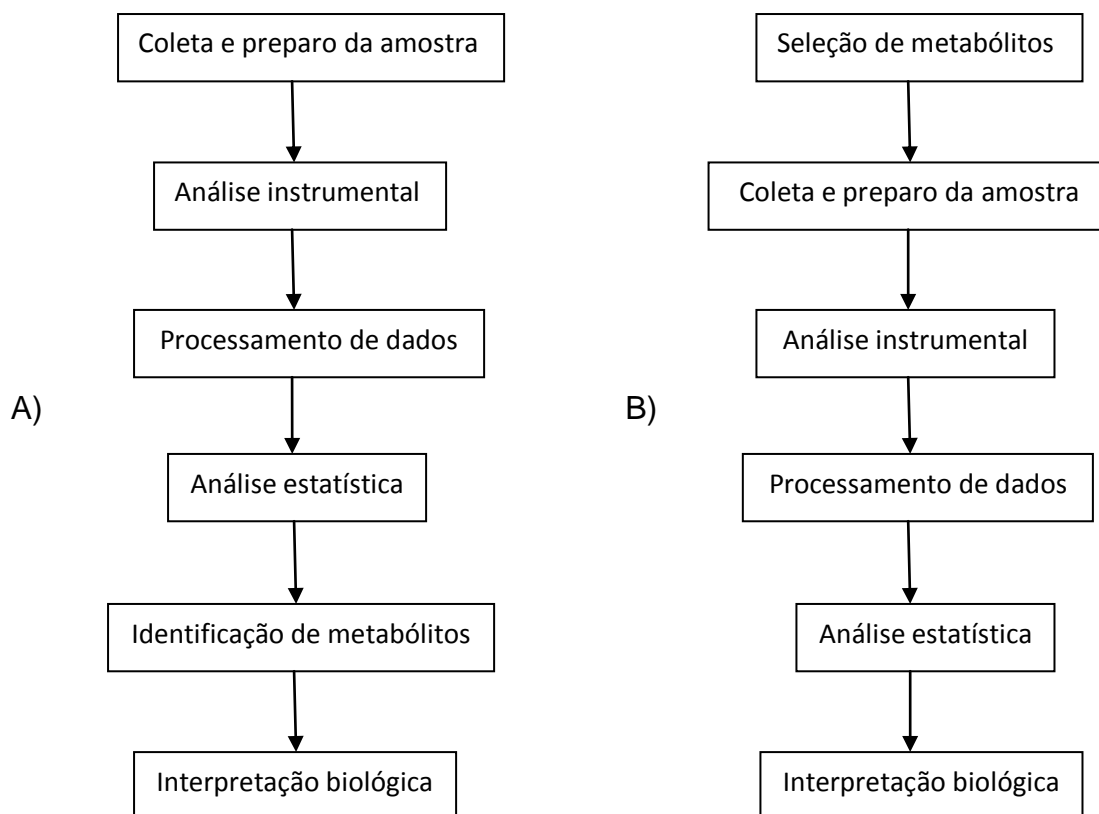 Coleta e preparo da amostra
Análise instrumental
Processamento de dados
A)
Análise estatística
Identificação de metabólitos
Interpretação biológica
Seleção de metabólitos
Coleta e preparo da amostra
Análise instrumental
B)
Processamento de dados
Análise estatística
Interpretação biológica